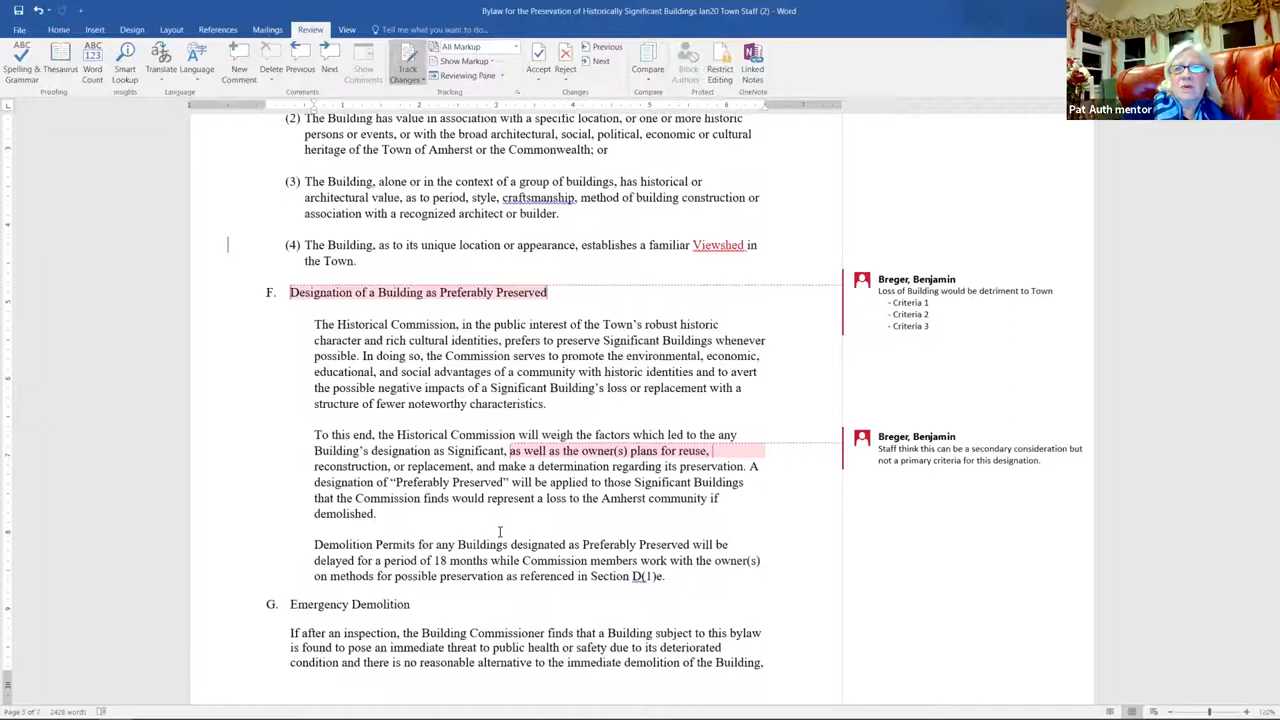 Bylaw for the Presevation of Historically Significant Buildings Jan20 Town Staff (2) - Word
File Home Insert Design Layout References Mailings Review View Tell me what you want to do...
ABC ABC 123 All Markup Previous
Show Markup Next
Reviewing Pane
Spelling & Grammar Thesaurus Word Count Smart Lookup Translate Language New Comment Delete Previous Next Show Comments Track Changes Accept Reject Compare Block Authors Restrict Editing Linked Notes
Proofing Insights Language Comments Tracking Changes Compare Protect OneNote
Pat Auth mentor
1 1 2 3 4 5 6 7
(2) The Building has value in association with a specific location, or one or more historic
persons or events, or with the broad architectural, social, political, economic or cultural
heritage of the Town of Amherst or the Commonwealth; or
(3) The Building, alone or in the context of a group of buildings, has historical or
architectural value, as to period, style, craftsmanship, method of building construction or
association with a recognized architect or builder.
(4) The Building, as to its unique location or appearance, establishes a familiar Viewshed in
the Town.
F. Designation of a Building as Preferably Preserved
Breger, Benjamin
Loss of Building would be detriment to Town
- Criteria 1
- Criteria 2
- Criteria 3
The Historical Commission, in the public interest of the Town's robust historic
character and rich cultural identities, prefers to preserve Significant Buildings whenever
possible. In doing so, the Commission serves to promote the environmental, economic,
educational, and social advantages of a community with historic identities and to avert
the possible negative impacts of a Significant Building's loss or replacement with a
structure of fewer noteworthy characteristics.
To this end, the Historical Commission will weigh the factors which led to the any
Building's designation as Significant, as well as the owner(s) plans for reuse,
reconstruction, or replacement, and make a determination regarding its preservation. A
designation of “Preferably Preserved” will be applied to those Significant Buildings
that the Commission finds would represent a loss to the Amherst community if
demolished.
Breger, Benjamin
Staff think this can be a secondary consideration but
not a primary criteria for this designation.
Demolition Permits for any Buildings designated as Preferably Preserved will be
delayed for a period of 18 months while Commission members work with the owner(s)
on methods for possible preservation as referenced in Section D(1)e.
G. Emergency Demolition
If after an inspection, the Building Commissioner finds that a Building subject to this bylaw
is found to pose an immediate threat to public health or safety due to its deteriorated
condition and there is no reasonable alternative to the immediate demolition of the Building,
Page 5 of 7 2428 words 120%